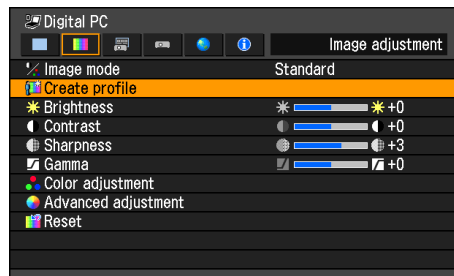 Digital PC
Image adjustment
Image mode Standard
Create profile
Brightness +0
Contrast +0
Sharpness +3
Gamma +0
Color adjustment
Advanced adjustment
Reset